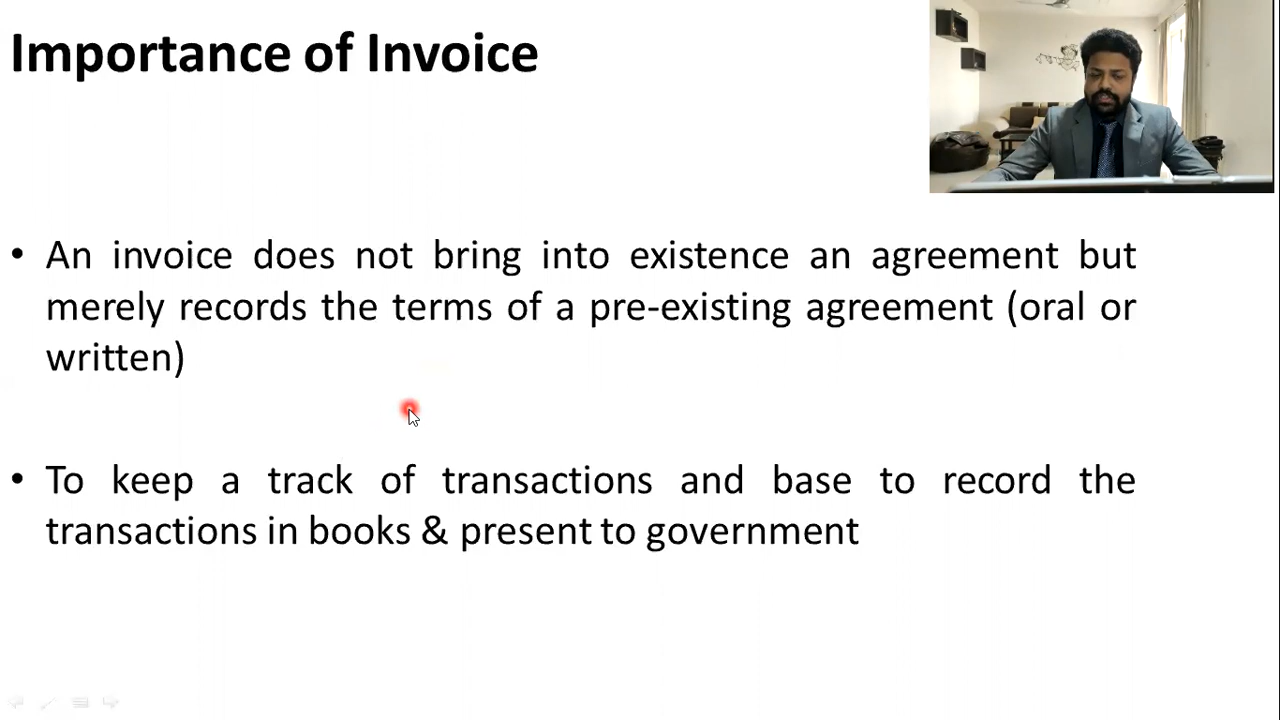 Importance of Invoice
• An invoice does not bring into existence an agreement but
merely records the terms of a pre-existing agreement (oral or
written)
• To keep a track of transactions and base to record the
transactions in books & present to government